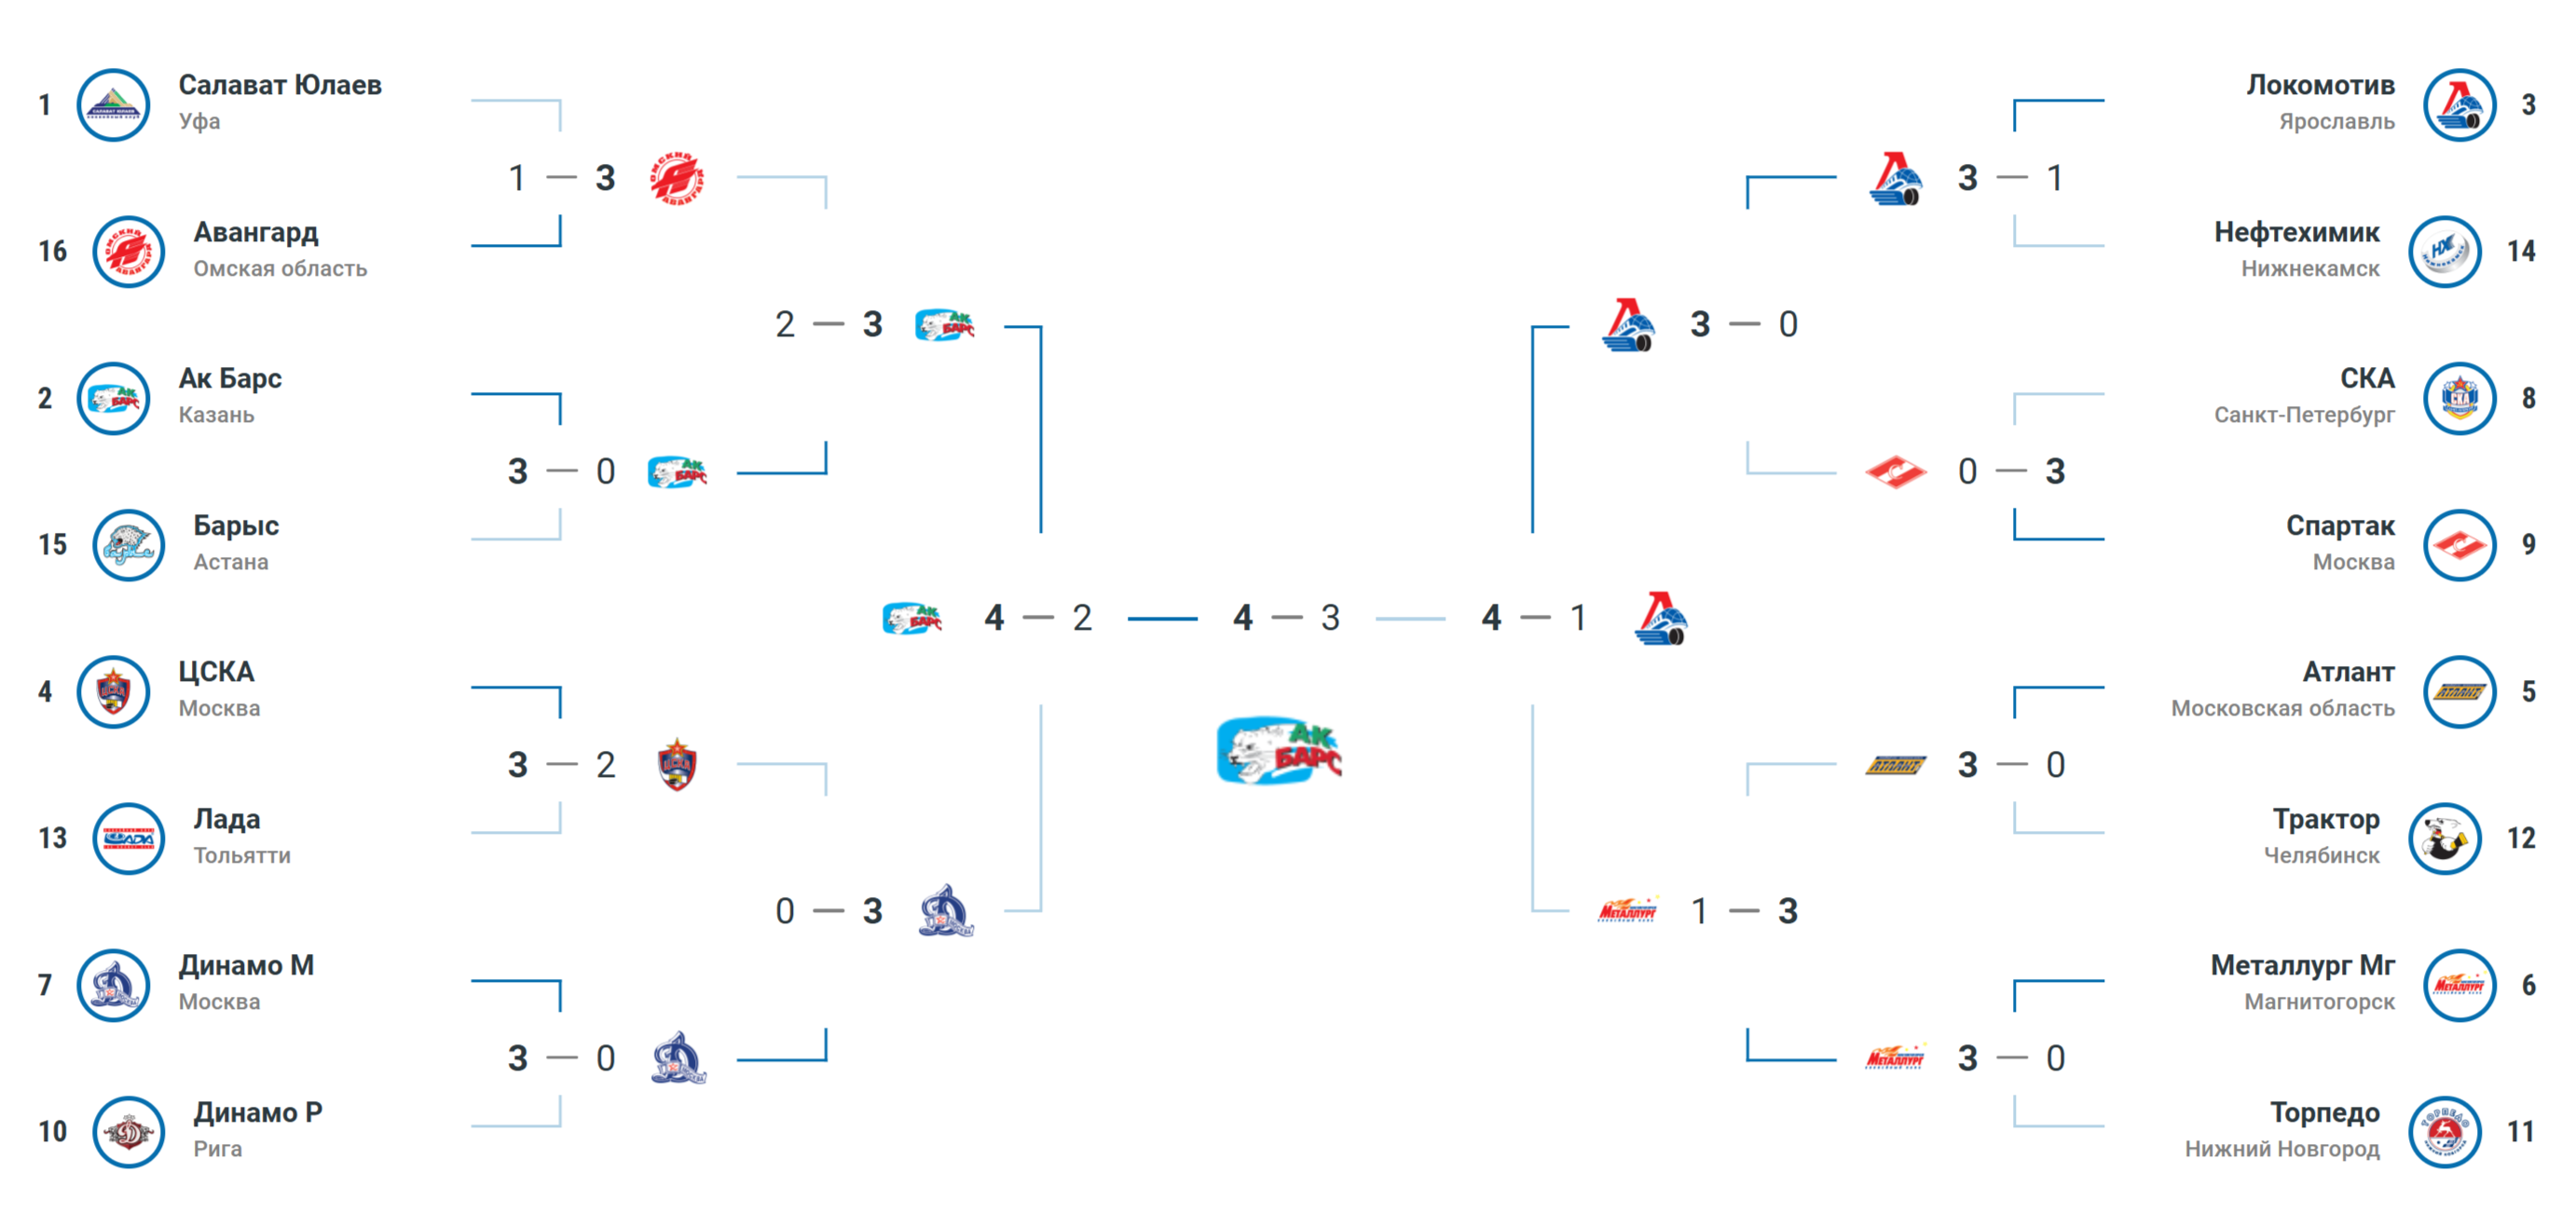 1
Салават Юлаев
Уфа
1 — 3
16
Авангард
Омская область
2 — 3
2
Ак Барс
Казань
3 — 0
15
Барыс
Астана
4
ЦСКА
Москва
3 — 2
13
Лада
Тольятти
0 — 3
7
Динамо М
Москва
3 — 0
10
Динамо Р
Рига
4 — 2
4 — 3
4 — 1
АК БАРС
Локомотив
Ярославль
3
3 — 1
Нефтехимик
Нижнекамск
14
3 — 0
СКА
Санкт-Петербург
8
0 — 3
Спартак
Москва
9
Атлант
Московская область
5
3 — 0
Трактор
Челябинск
12
1 — 3
Металлург Мг
Магнитогорск
6
3 — 0
Торпедо
Нижний Новгород
11